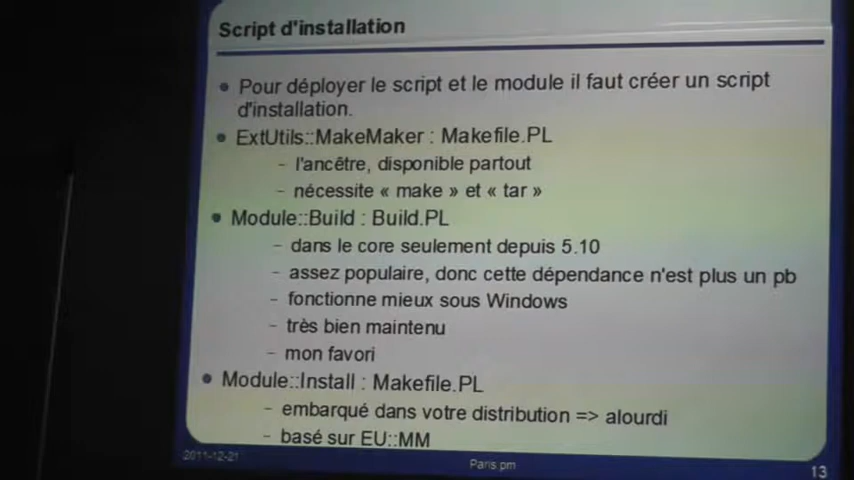 Script d'installation
Pour déployer le script et le module il faut créer un script
d'installation.
ExtUtils::MakeMaker : Makefile.PL
- l'ancêtre, disponible partout
- nécessite « make » et « tar »
Module::Build : Build.PL
- dans le core seulement depuis 5.10
- assez populaire, donc cette dépendance n'est plus un pb
- fonctionne mieux sous Windows
- très bien maintenu
- mon favori
Module::Install : Makefile.PL
- embarqué dans votre distribution => alourdi
- basé sur EU::MM
2011-12-21
Paris.pm
13